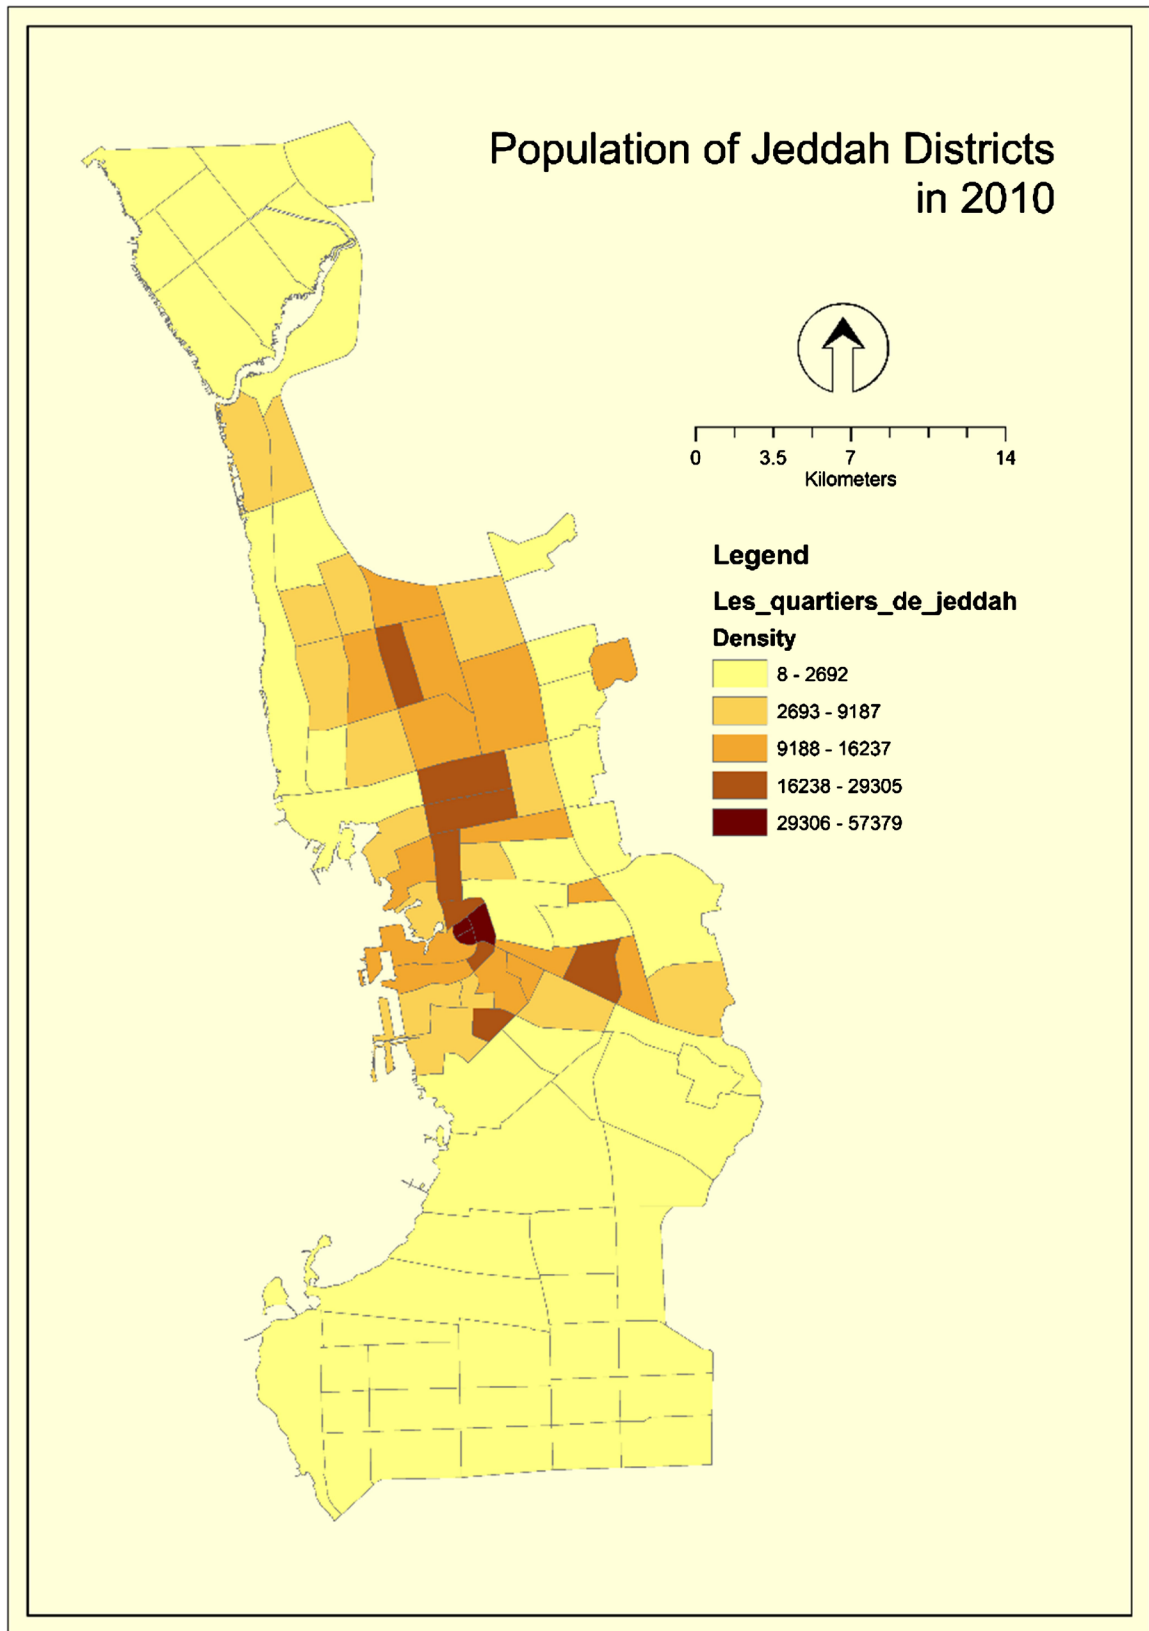 Population of Jeddah Districts
in 2010
0 3.5 7 14
Kilometers
Legend
Les_quartiers_de_jeddah
Density
8 - 2692
2693 - 9187
9188 - 16237
16238 - 29305
29306 - 57379